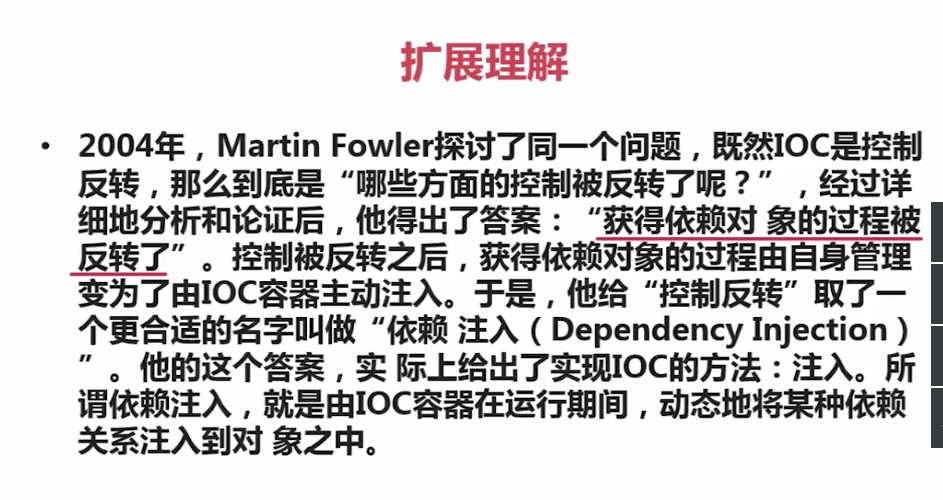 扩展理解
• 2004年，Martin Fowler探讨了同一个问题，既然IOC是控制
反转，那么到底是“哪些方面的控制被反转了呢？”，经过详
细地分析和论证后，他得出了答案：“获得依赖对 象的过程被
反转了”。控制被反转之后，获得依赖对象的过程由自身管理
变为了由IOC容器主动注入。于是，他给“控制反转”取了一
个更合适的名字叫做“依赖 注入（Dependency Injection）
”。他的这个答案，实 际上给出了实现IOC的方法：注入。所
谓依赖注入，就是由IOC容器在运行期间，动态地将某种依赖
关系注入到对 象之中。